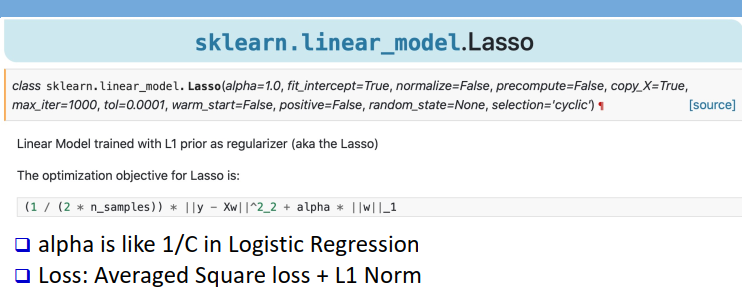 sklearn.linear_model.Lasso
class sklearn.linear_model.Lasso(alpha=1.0, fit_intercept=True, normalize=False, precompute=False, copy_X=True,
max_iter=1000, tol=0.0001, warm_start=False, positive=False, random_state=None, selection='cyclic') ¶ [source]
Linear Model trained with L1 prior as regularizer (aka the Lasso)
The optimization objective for Lasso is:
(1 / (2 * n_samples)) * ||y - Xw||^2_2 + alpha * ||w||_1
❑ alpha is like 1/C in Logistic Regression
❑ Loss: Averaged Square loss + L1 Norm